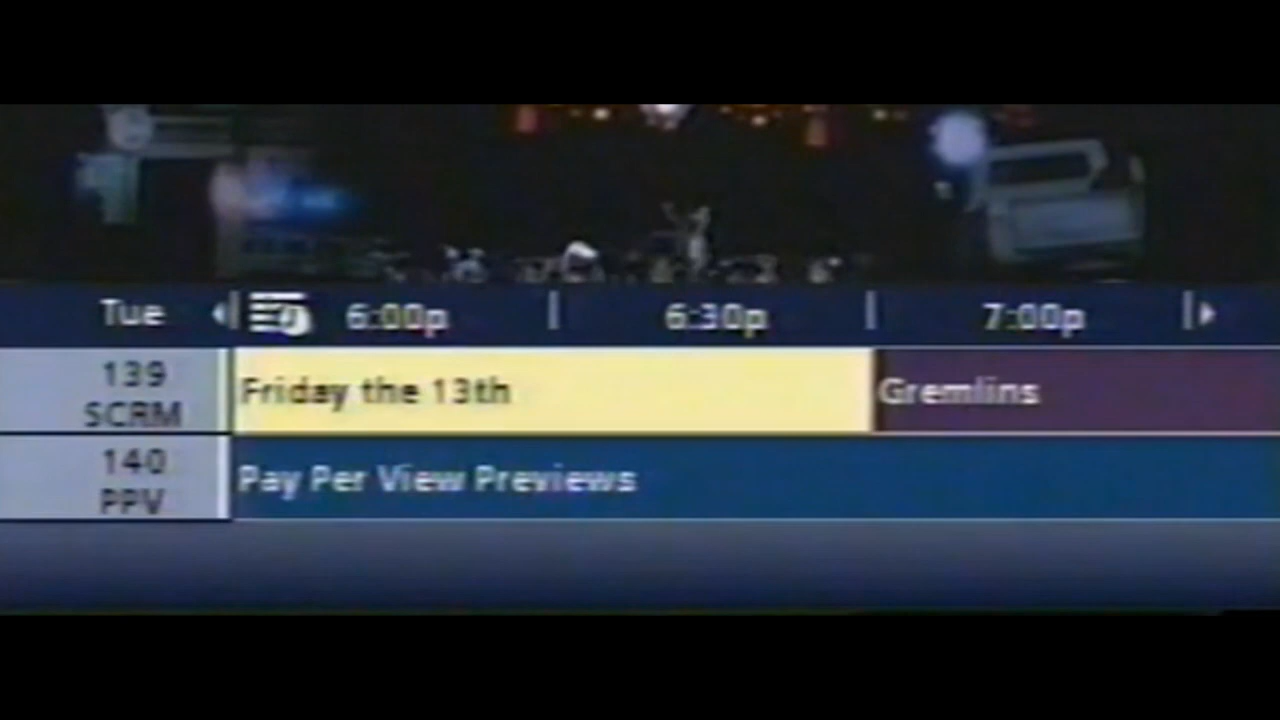 Tue 6:00p 6:30p 7:00p
139 SCRM Friday the 13th Gremlins
140 PPV Pay Per View Previews